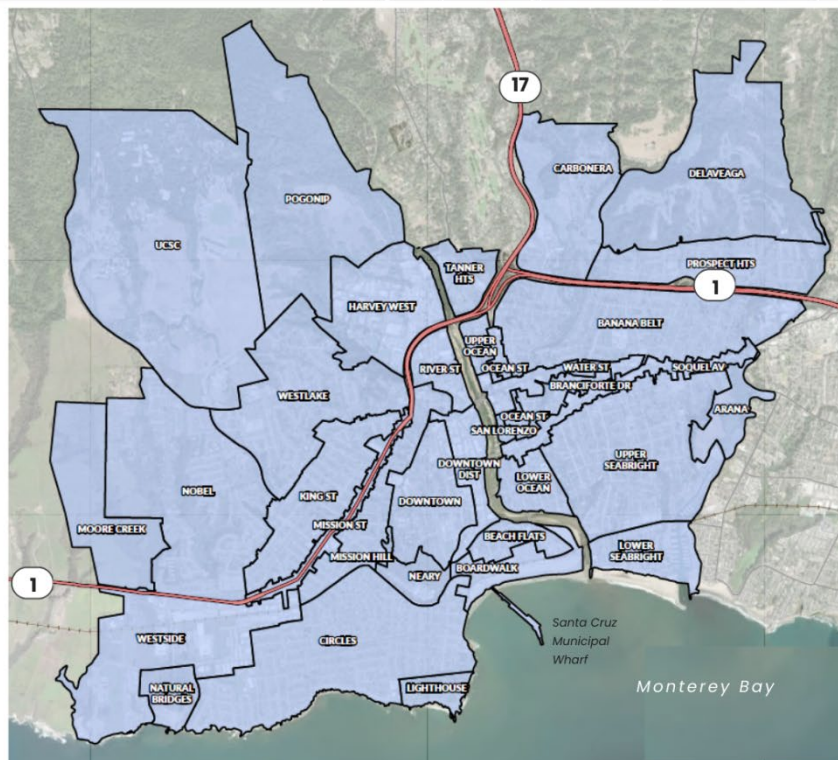 17
CARBONERA
DELAVEAGA
POGONIP
UCSC
TANNER
HTS
PROSPECT HTS
1
HARVEY WEST
BANANA BELT
UPPER
OCEAN
RIVER ST
OCEAN ST
WATER ST
SOQUEL AV
BRANCIFORTE DR
WESTLAKE
ARANA
OCEAN ST
SAN LORENZO
UPPER
SEABRIGHT
DOWNTOWN
DIST
LOWER
OCEAN
NOBEL
KING ST
DOWNTOWN
MOORE CREEK
MISSION ST
BEACH FLATS
MISSION HILL
LOWER
SEABRIGHT
BOARDWALK
NEARY
1
Santa Cruz
Municipal
Wharf
WESTSIDE
CIRCLES
NATURAL
BRIDGES
LIGHTHOUSE
Monterey Bay